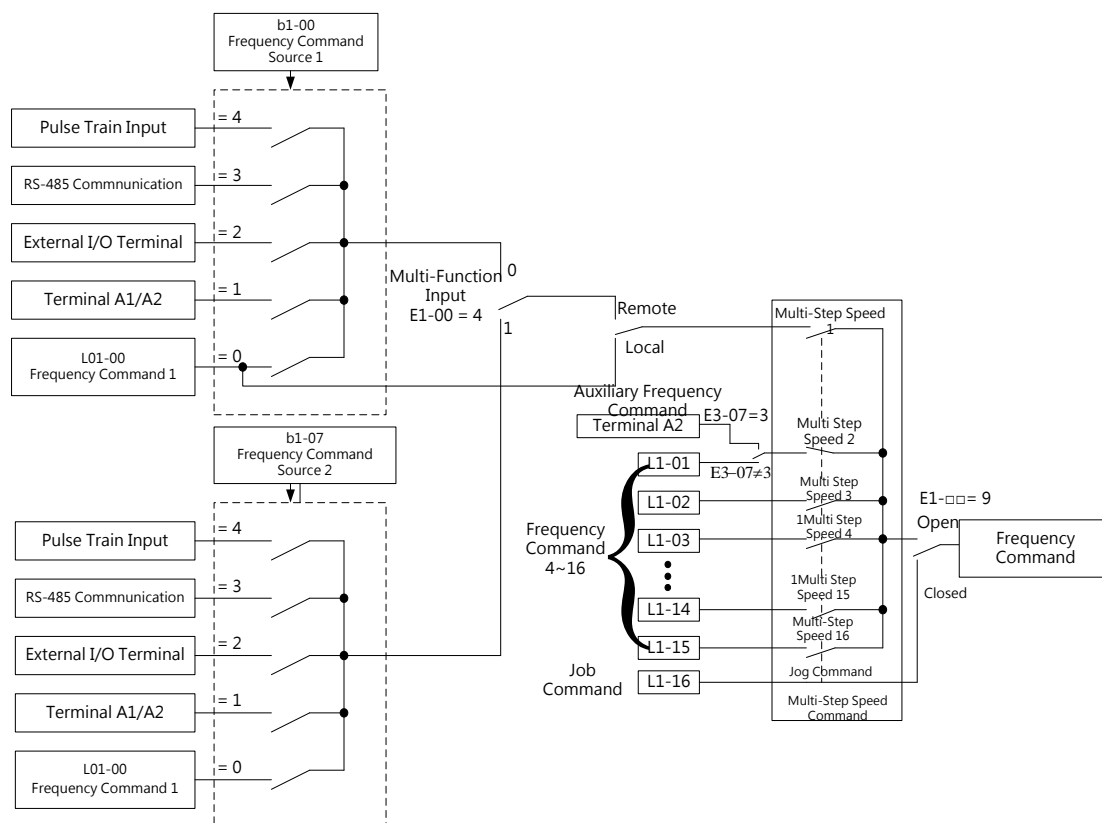 b1-00
Frequency Command
Source 1
Pulse Train Input
= 4
RS-485 Commnunication
= 3
External I/O Terminal
= 2
Terminal A1/A2
= 1
L01-00
Frequency Command 1
= 0
Multi-Function
Input
E1-00 = 4
0
1
Remote
Local
Multi-Step Speed
1
Auxiliary Frequency
Command
Terminal A2
E3-07=3
E3-07≠3
Multi Step
Speed 2
L1-01
L1-02
Multi Step
Speed 3
L1-03
1Multi Step
Speed 4
Frequency
Command
4~16
L1-14
1Multi Step
Speed 15
L1-15
Multi-Step
Speed 16
Job
Command
L1-16
Jog Command
Multi-Step Speed
Command
E1-□□= 9
Open
Closed
Frequency
Command
b1-07
Frequency Command
Source 2
Pulse Train Input
= 4
RS-485 Commnunication
= 3
External I/O Terminal
= 2
Terminal A1/A2
= 1
L01-00
Frequency Command 1
= 0